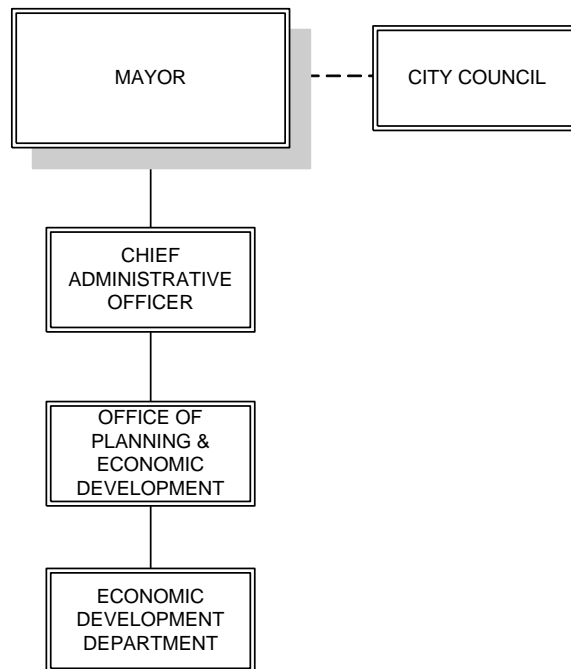 MAYOR
CITY COUNCIL
CHIEF
ADMINISTRATIVE
OFFICER
OFFICE OF
PLANNING &
ECONOMIC
DEVELOPMENT
ECONOMIC
DEVELOPMENT
DEPARTMENT